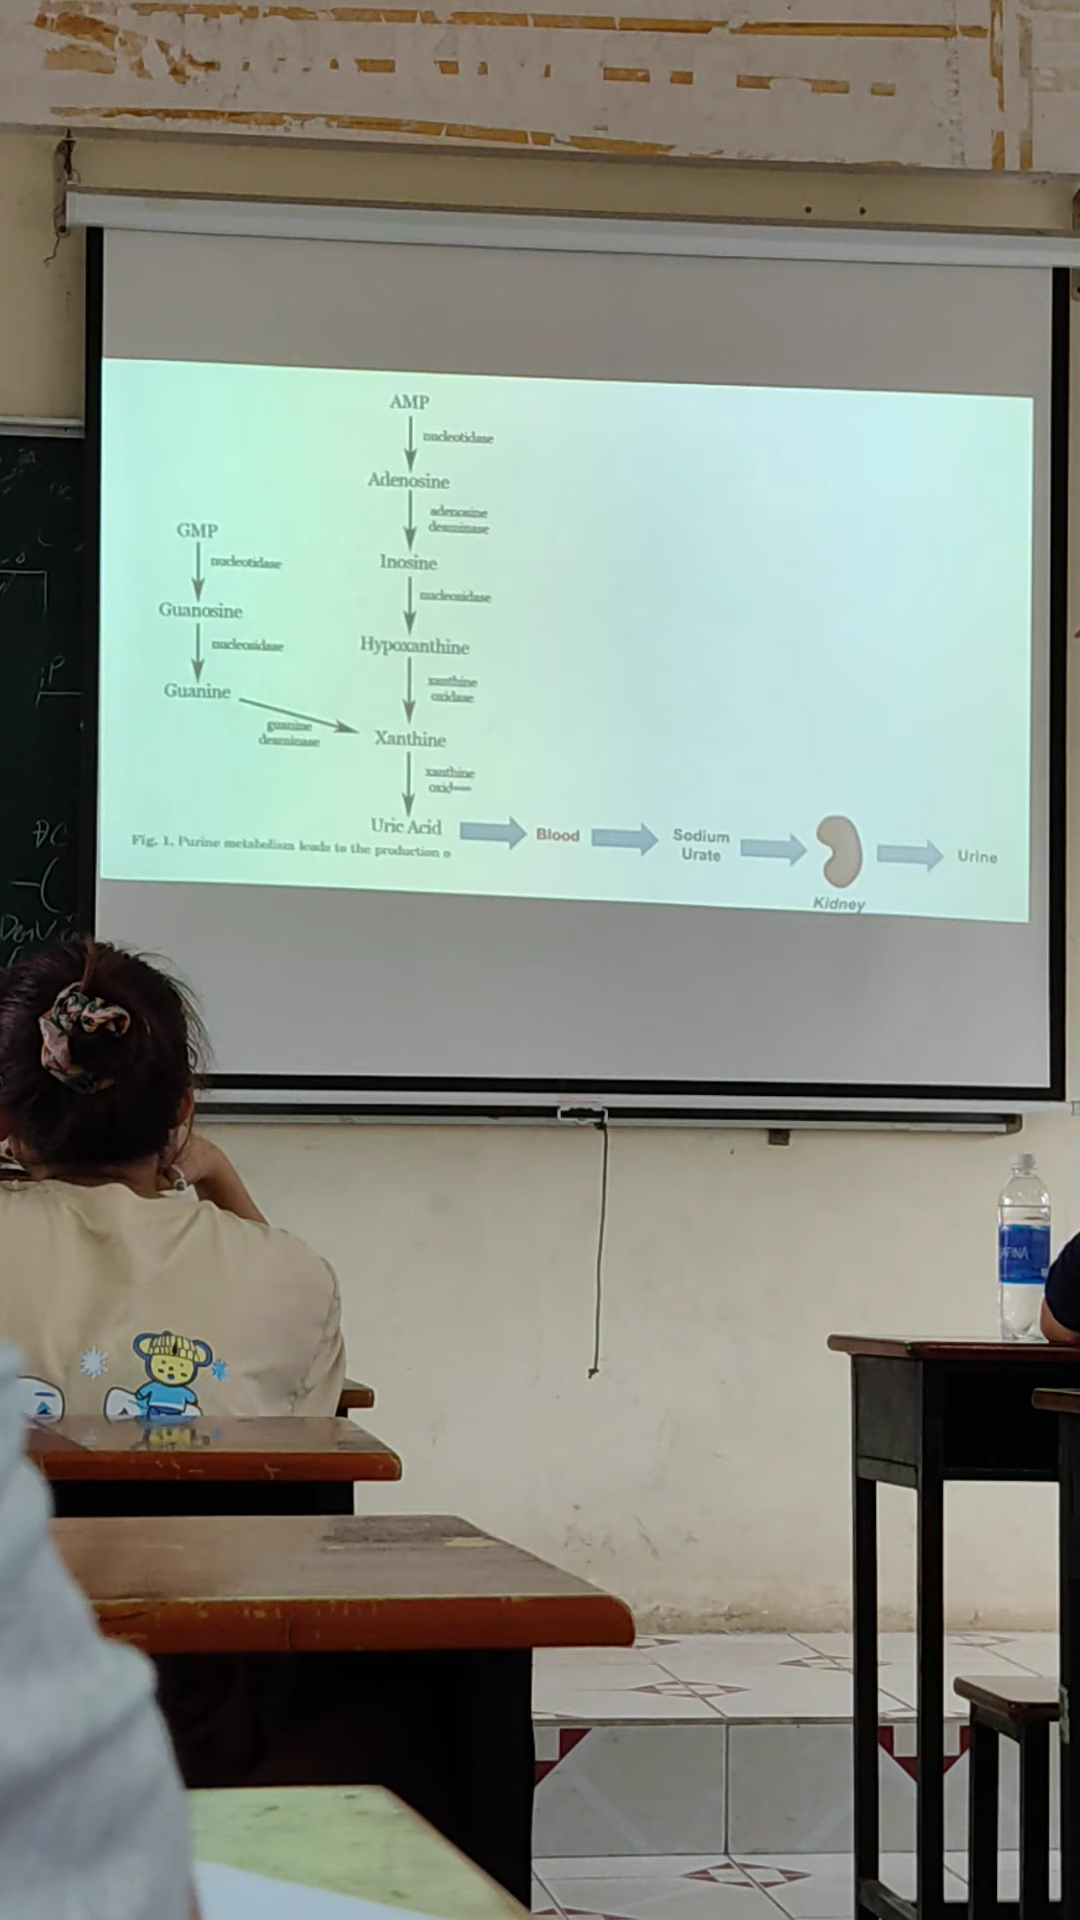 AMP
nucleotidase
Adenosine
adenosine
deaminase
GMP
Inosine
nucleotidase
nucleosidase
Guanosine
nucleosidase
Hypoxanthine
xanthine
oxidase
Guanine
guanine
deaminase
Xanthine
xanthine
Uric Acid
Blood
Sodium
Urate
Urine
Fig. 1. Purine metabolism leads to the production o
Kidney